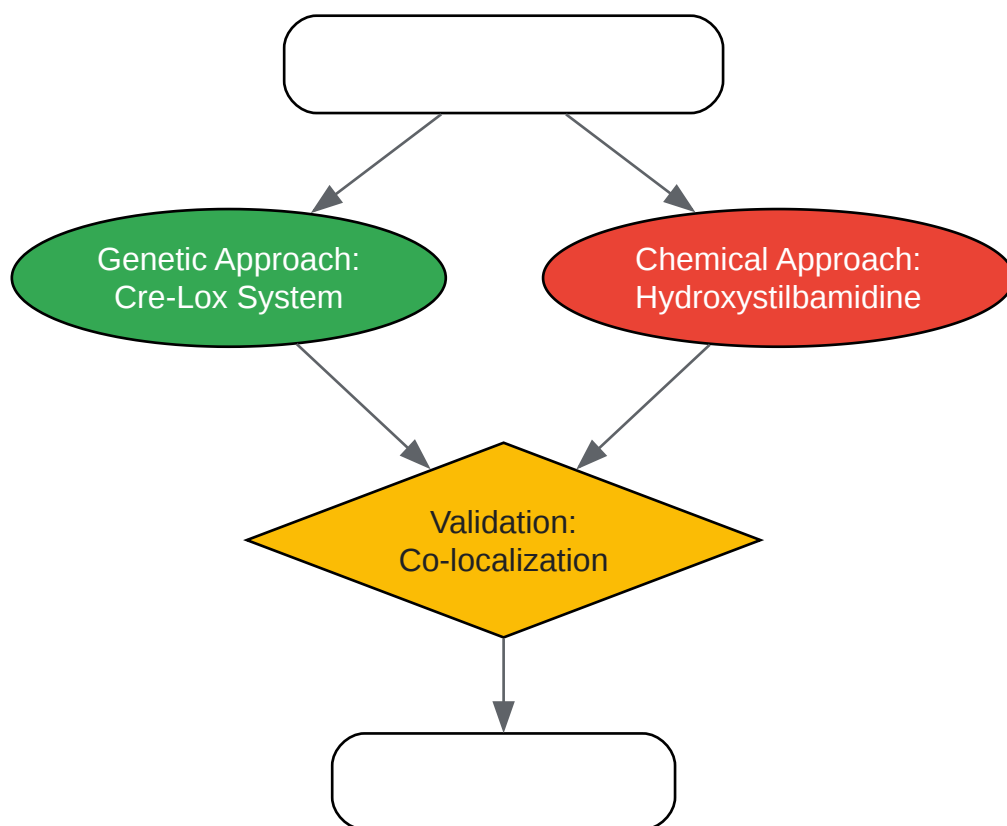 Genetic Approach:
Cre-Lox System
Chemical Approach:
Hydroxystilbamidine
Validation:
Co-localization